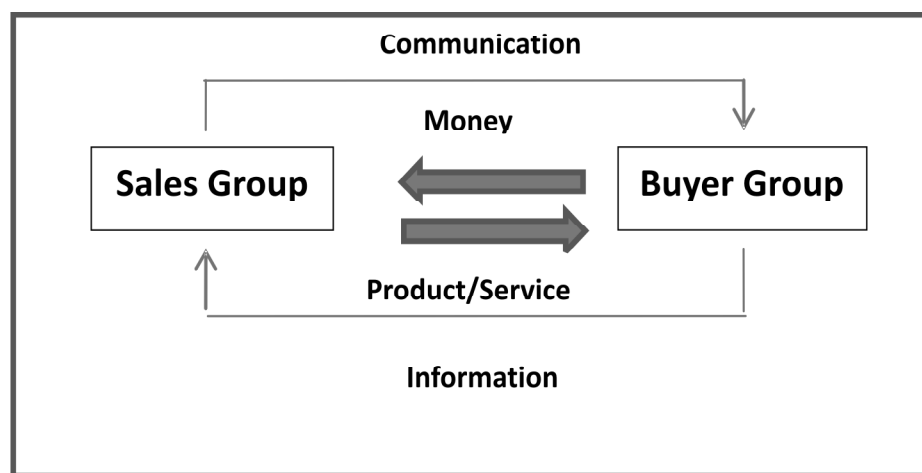 Communication
Money
Sales Group
Buyer Group
Product/Service
Information